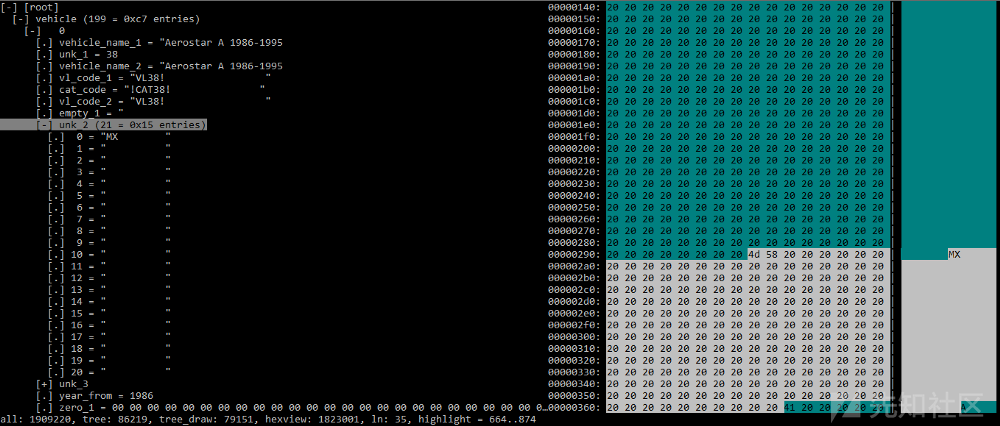 [-] [root]
[-] vehicle (199 = 0xc7 entries)
[-] 0
[.] vehicle_name_1 = "Aerostar A 1986-1995
[.] unk_1 = 38
[.] vehicle_name_2 = "Aerostar A 1986-1995
[.] vl_code_1 = "VL38! "
[.] cat_code = "!CAT38! "
[.] vl_code_2 = "VL38! "
[.] empty_1 = "
[-] unk_2 (21 = 0x15 entries)
[.] 0 = "MX "
[.] 1 = " "
[.] 2 = " "
[.] 3 = " "
[.] 4 = " "
[.] 5 = " "
[.] 6 = " "
[.] 7 = " "
[.] 8 = " "
[.] 9 = " "
[.] 10 = " "
[.] 11 = " "
[.] 12 = " "
[.] 13 = " "
[.] 14 = " "
[.] 15 = " "
[.] 16 = " "
[.] 17 = " "
[.] 18 = " "
[.] 19 = " "
[.] 20 = " "
[+] unk_3
[.] year_from = 1986
[.] zero_1 = 00 00 00 00 00 00 00 00 00 00 00 00 00 00 00 00 00 00 00 00 00 00 00 00 0…
00000140: 20 20 20 20 20 20 20 20 20 20 20 20 20 20 20 20 |
00000150: 20 20 20 20 20 20 20 20 20 20 20 20 20 20 20 20 |
00000160: 20 20 20 20 20 20 20 20 20 20 20 20 20 20 20 20 |
00000170: 20 20 20 20 20 20 20 20 20 20 20 20 20 20 20 20 |
00000180: 20 20 20 20 20 20 20 20 20 20 20 20 20 20 20 20 |
00000190: 20 20 20 20 20 20 20 20 20 20 20 20 20 20 20 20 |
000001a0: 20 20 20 20 20 20 20 20 20 20 20 20 20 20 20 20 |
000001b0: 20 20 20 20 20 20 20 20 20 20 20 20 20 20 20 20 |
000001c0: 20 20 20 20 20 20 20 20 20 20 20 20 20 20 20 20 |
000001d0: 20 20 20 20 20 20 20 20 20 20 20 20 20 20 20 20 |
000001e0: 20 20 20 20 20 20 20 20 20 20 20 20 20 20 20 20 |
000001f0: 20 20 20 20 20 20 20 20 20 20 20 20 20 20 20 20 |
00000200: 20 20 20 20 20 20 20 20 20 20 20 20 20 20 20 20 |
00000210: 20 20 20 20 20 20 20 20 20 20 20 20 20 20 20 20 |
00000220: 20 20 20 20 20 20 20 20 20 20 20 20 20 20 20 20 |
00000230: 20 20 20 20 20 20 20 20 20 20 20 20 20 20 20 20 |
00000240: 20 20 20 20 20 20 20 20 20 20 20 20 20 20 20 20 |
00000250: 20 20 20 20 20 20 20 20 20 20 20 20 20 20 20 20 |
00000260: 20 20 20 20 20 20 20 20 20 20 20 20 20 20 20 20 |
00000270: 20 20 20 20 20 20 20 20 20 20 20 20 20 20 20 20 |
00000280: 20 20 20 20 20 20 20 20 20 20 20 20 20 20 20 20 |
00000290: 20 20 20 20 20 20 20 20 4d 58 20 20 20 20 20 20 | MX
000002a0: 20 20 20 20 20 20 20 20 20 20 20 20 20 20 20 20 |
000002b0: 20 20 20 20 20 20 20 20 20 20 20 20 20 20 20 20 |
000002c0: 20 20 20 20 20 20 20 20 20 20 20 20 20 20 20 20 |
000002d0: 20 20 20 20 20 20 20 20 20 20 20 20 20 20 20 20 |
000002e0: 20 20 20 20 20 20 20 20 20 20 20 20 20 20 20 20 |
000002f0: 20 20 20 20 20 20 20 20 20 20 20 20 20 20 20 20 |
00000300: 20 20 20 20 20 20 20 20 20 20 20 20 20 20 20 20 |
00000310: 20 20 20 20 20 20 20 20 20 20 20 20 20 20 20 20 |
00000320: 20 20 20 20 20 20 20 20 20 20 20 20 20 20 20 20 |
00000330: 20 20 20 20 20 20 20 20 20 20 20 20 20 20 20 20 |
00000340: 20 20 20 20 20 20 20 20 20 20 20 20 20 20 20 20 |
00000350: 20 20 20 20 20 20 20 20 20 20 20 20 20 20 20 20 |
00000360: 20 20 20 20 20 20 20 20 20 20 41 20 20 20 20 20 | A
all: 1909220, tree: 86219, tree_draw: 79151, hexview: 1823001, ln: 35, highlight = 664..874
先知社区